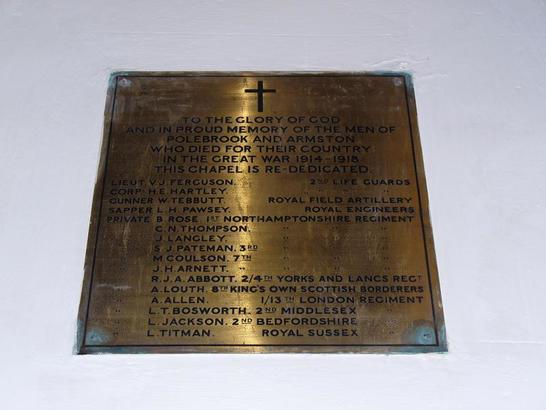 TO THE GLORY OF GOD
AND IN PROUD MEMORY OF THE MEN OF
POLEBROOK AND ARMSTON
WHO DIED FOR THEIR COUNTRY
IN THE GREAT WAR 1914-1918
THIS CHAPEL IS RE-DEDICATED.
LIEUT. V.J. FERGUSON. 2ND LIFE GUARDS
CORPL H.E. HARTLEY. " " "
GUNNER W. TEBBUTT. ROYAL FIELD ARTILLERY
SAPPER L.H. PAWSEY. ROYAL ENGINEERS
PRIVATE B. ROSE 1ST NORTHAMPTONSHIRE REGIMENT
" C.N. THOMPSON, " " "
" J. LANGLEY, " " "
" S.J. PATEMAN. 3RD " "
" M. COULSON. 7TH " "
" J.H. ARNETT. " " "
" R.J.A. ABBOTT. 2/4TH YORKS AND LANCS REGT
" A. LOUTH. 8TH KING'S OWN SCOTTISH BORDERERS
" A. ALLEN. 1/13TH LONDON REGIMENT
" L.T. BOSWORTH. 2ND MIDDLESEX "
" L. JACKSON. 2ND BEDFORDSHIRE "
" L. TITMAN. ROYAL SUSSEX "